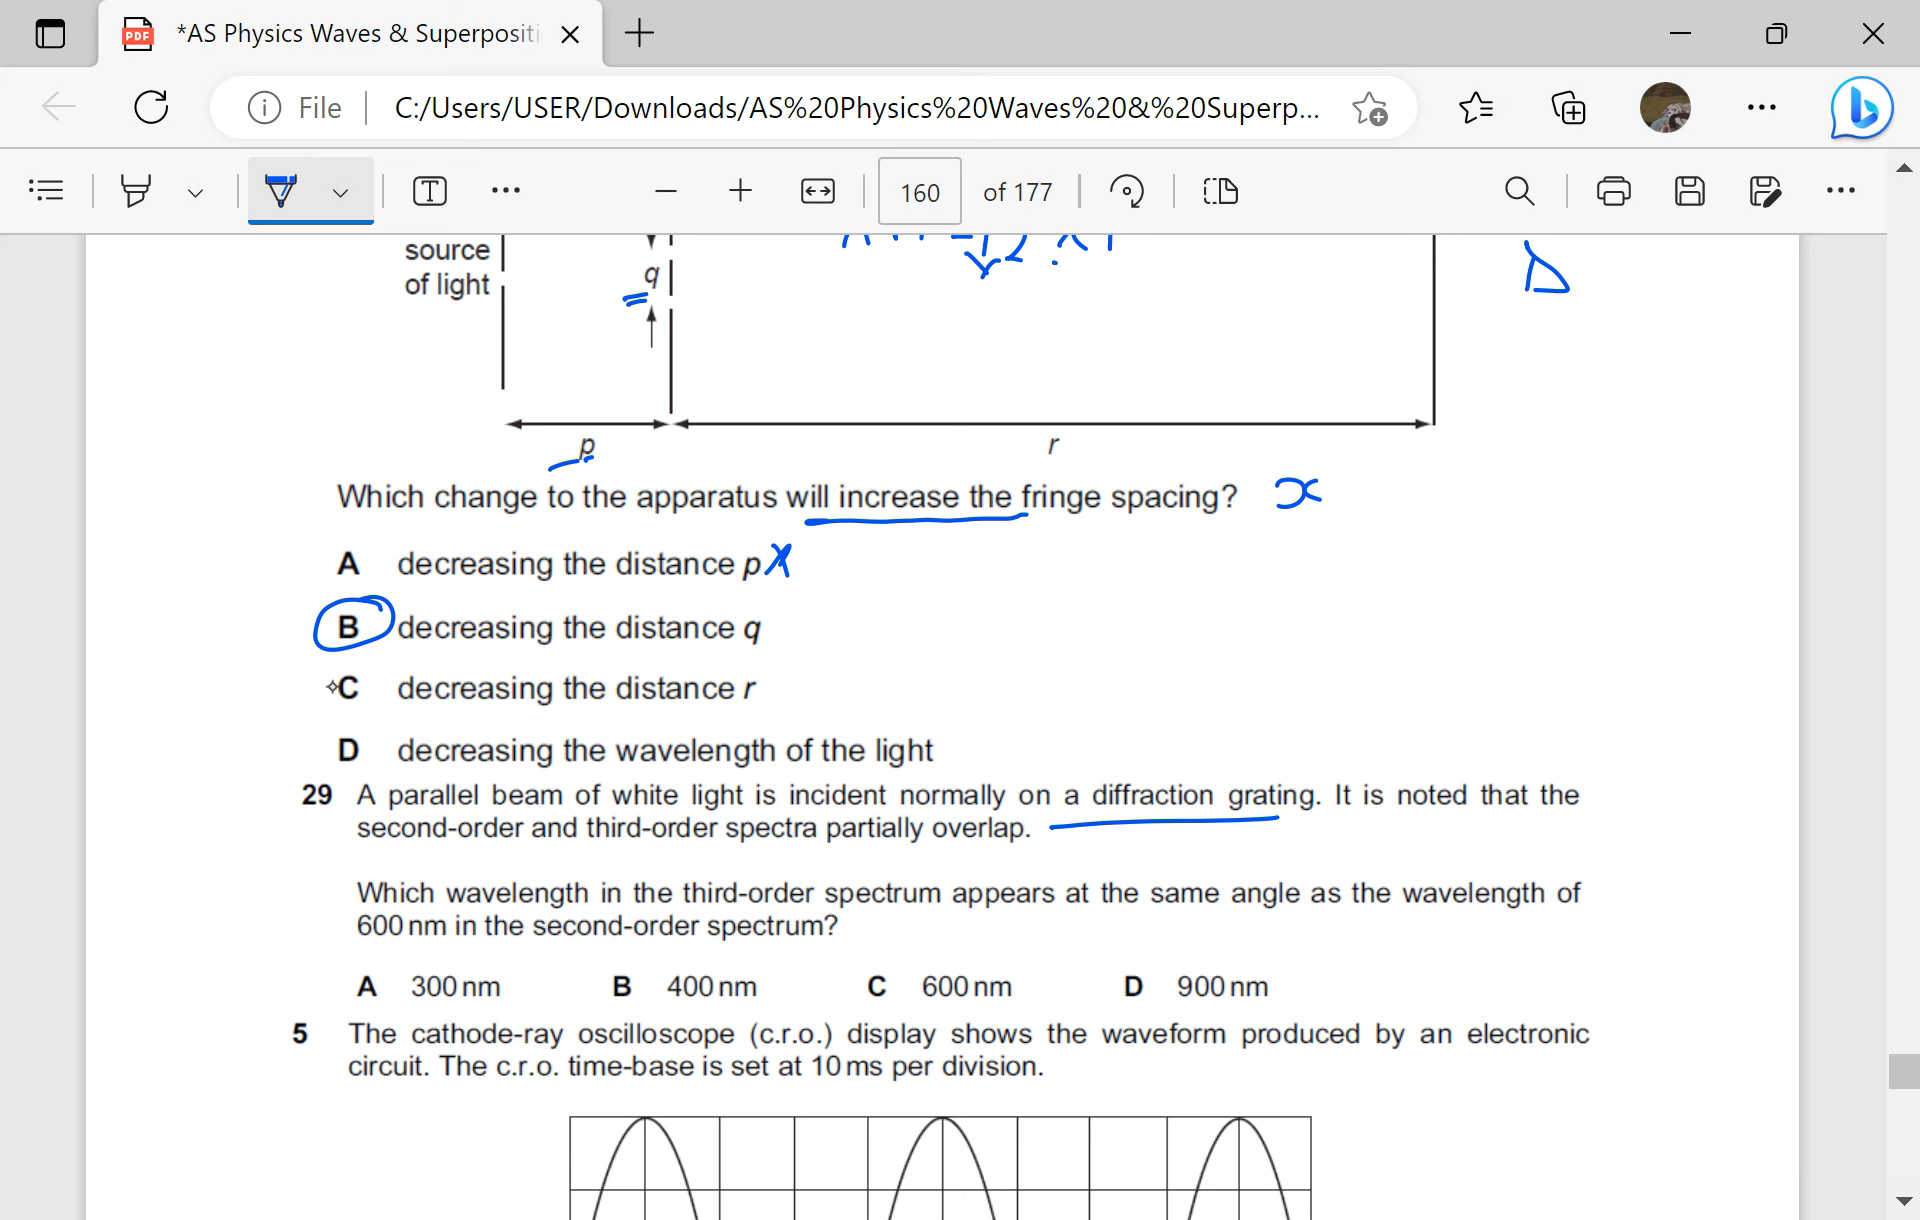 *AS Physics Waves & Superpositi
File
C:/Users/USER/Downloads/AS%20Physics%20Waves%20&%20Superp...
160 of 177
source
of light
q
D
p
r
Which change to the apparatus will increase the fringe spacing? x
A decreasing the distance p X
B decreasing the distance q
C decreasing the distance r
D decreasing the wavelength of the light
29 A parallel beam of white light is incident normally on a diffraction grating. It is noted that the
second-order and third-order spectra partially overlap.
Which wavelength in the third-order spectrum appears at the same angle as the wavelength of
600 nm in the second-order spectrum?
A 300 nm B 400 nm C 600 nm D 900 nm
5 The cathode-ray oscilloscope (c.r.o.) display shows the waveform produced by an electronic
circuit. The c.r.o. time-base is set at 10 ms per division.